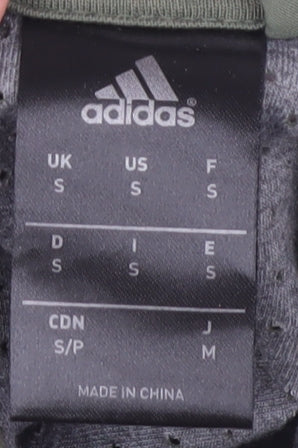 adidas®
UK US F
S S S
D I E
S S S
CDN J
S/P M
MADE IN CHINA